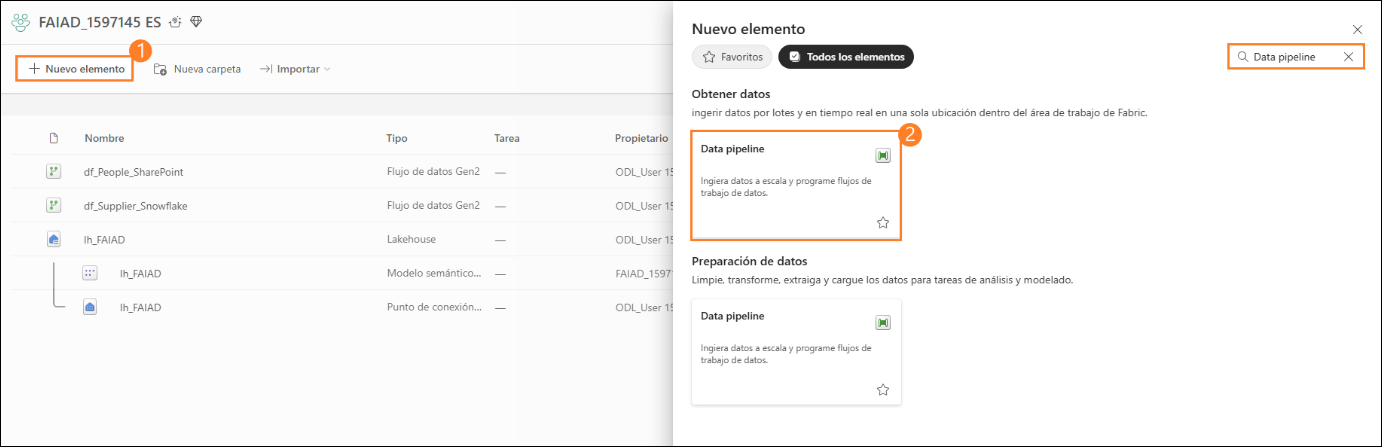 FAIAD_1597145 ES
1
Nuevo elemento
Nueva carpeta
Importar
Nombre
Tipo
Tarea
Propietario
df_People_SharePoint
Flujo de datos Gen2
—
ODL_User 15
df_Supplier_Snowflake
Flujo de datos Gen2
—
ODL_User 15
lh_FAIAD
Lakehouse
—
ODL_User 15
lh_FAIAD
Modelo semántico...
—
FAIAD_1597
lh_FAIAD
Punto de conexión...
—
ODL_User 15
Nuevo elemento
Favoritos
Todos los elementos
Data pipeline
Obtener datos
ingerir datos por lotes y en tiempo real en una sola ubicación dentro del área de trabajo de Fabric.
2
Data pipeline
Ingiera datos a escala y programe flujos de
trabajo de datos.
Preparación de datos
Limpie, transforme, extraiga y cargue los datos para tareas de análisis y modelado.
Data pipeline
Ingiera datos a escala y programe flujos de
trabajo de datos.